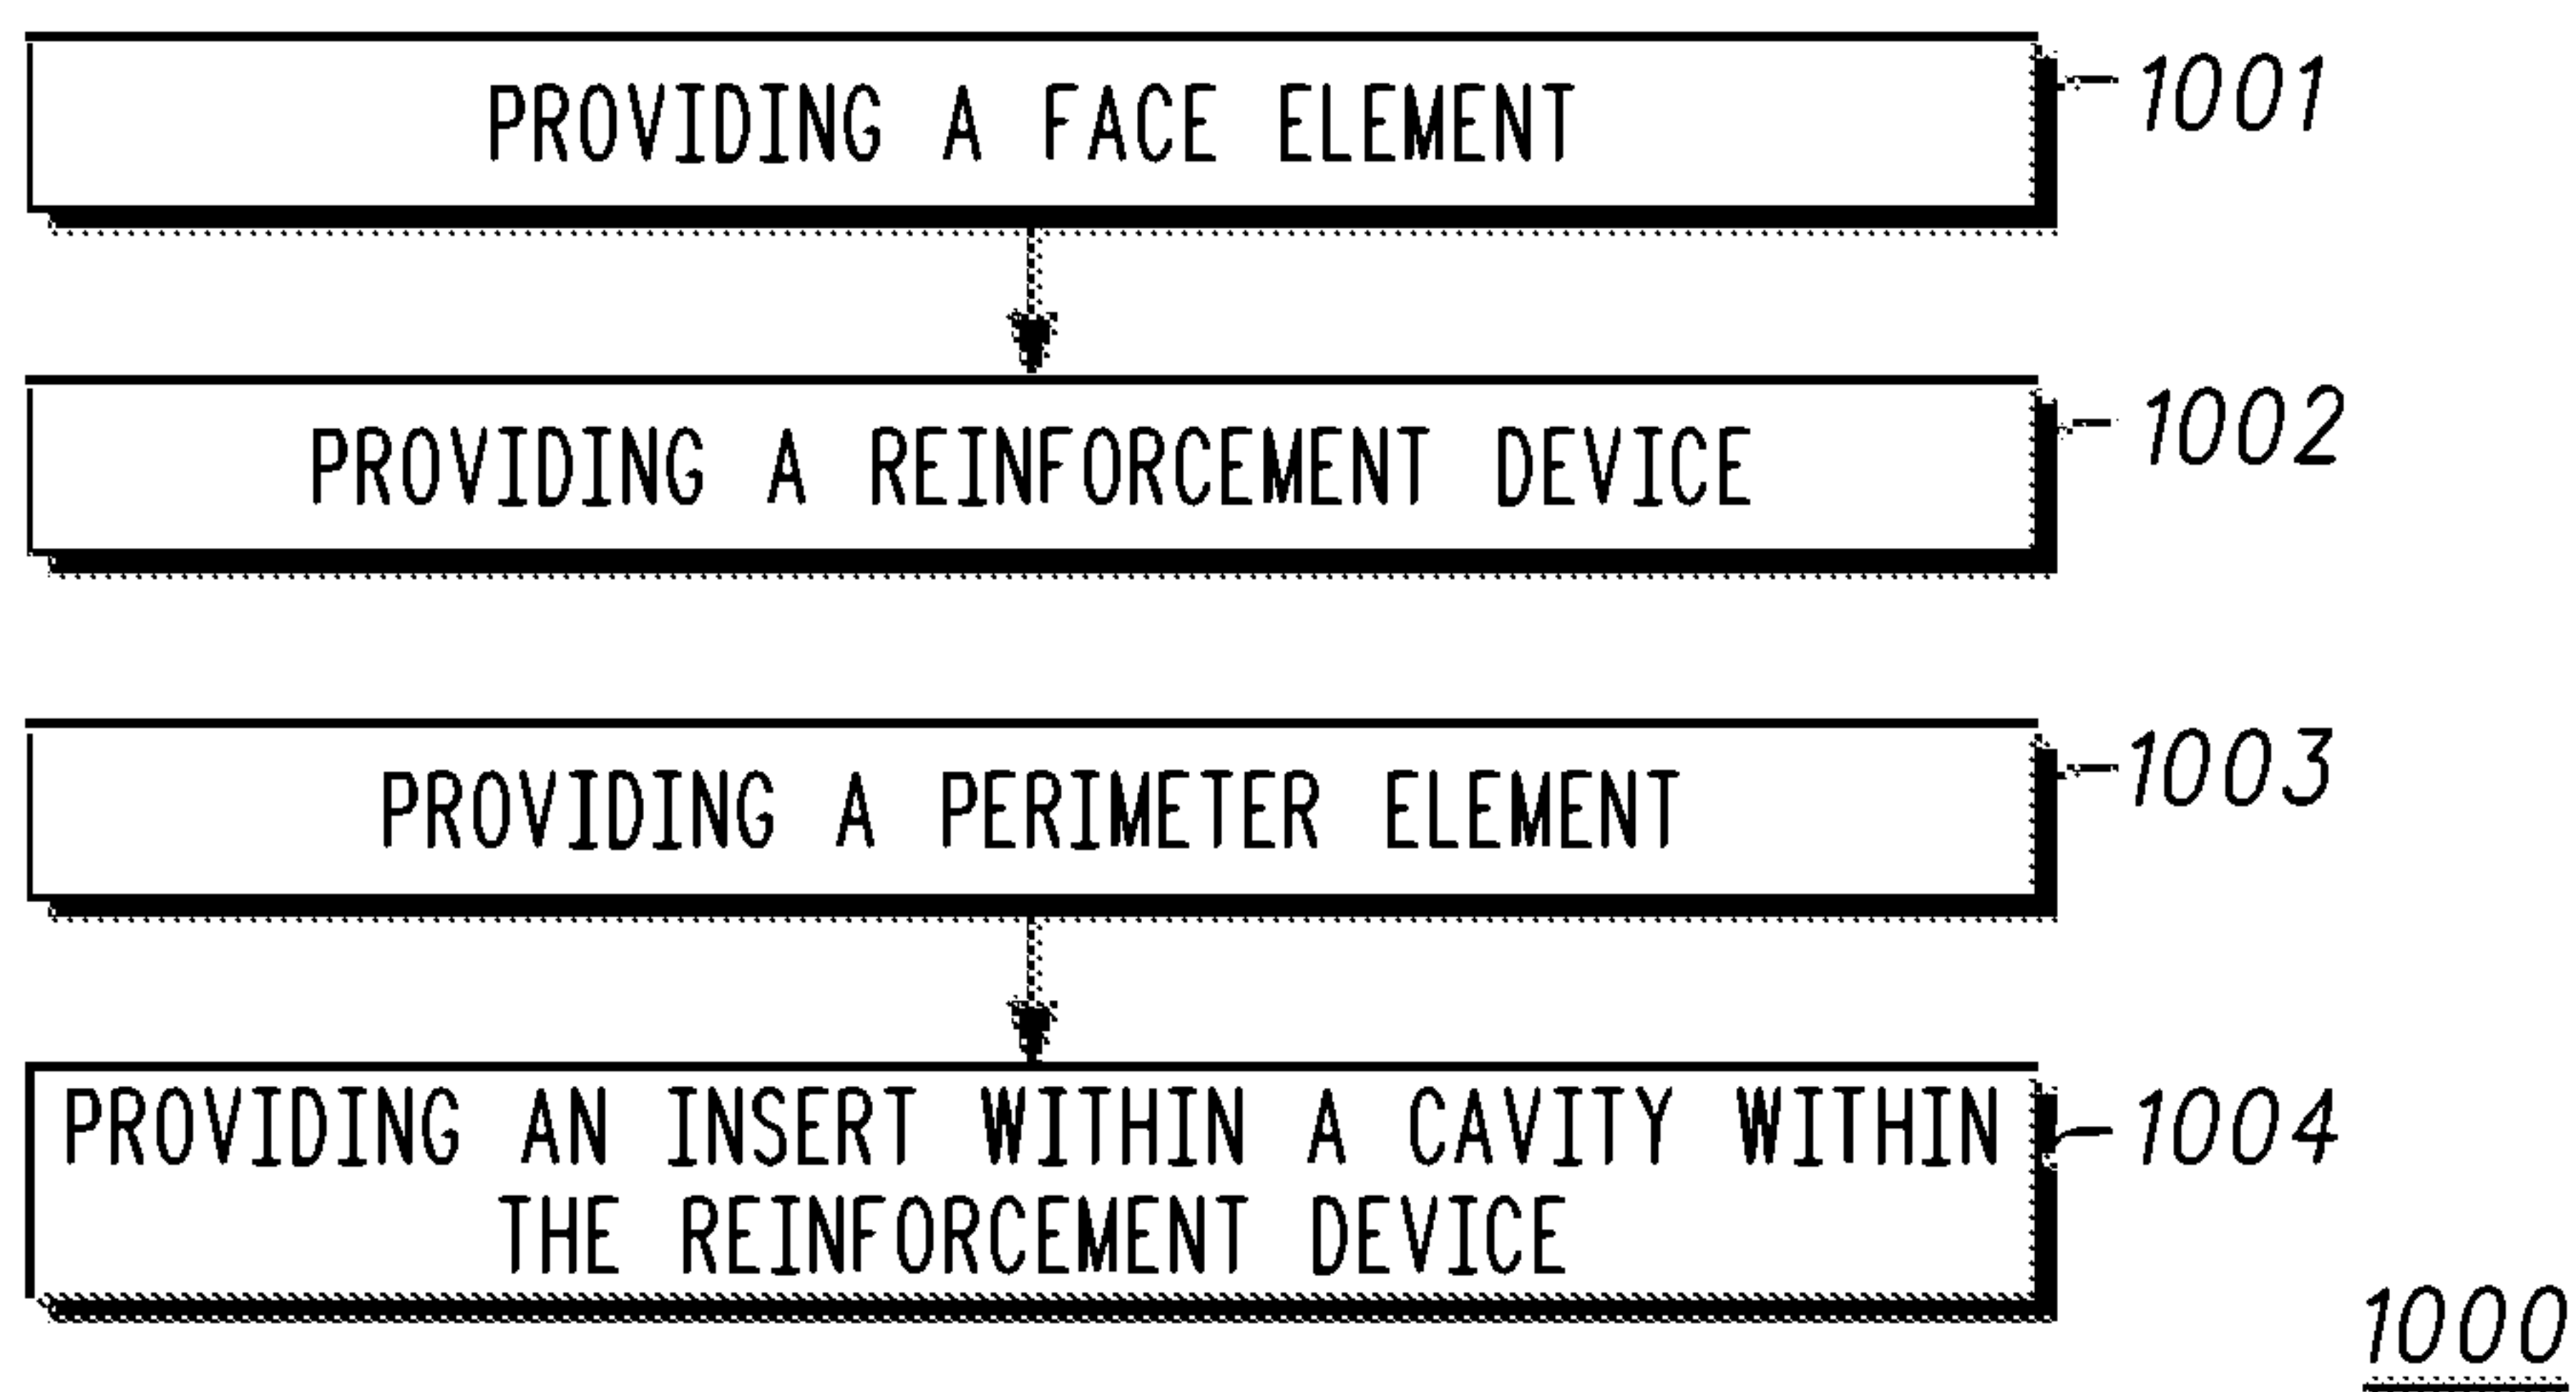 PROVIDING A FACE ELEMENT
1001
PROVIDING A REINFORCEMENT DEVICE
1002
PROVIDING A PERIMETER ELEMENT
1003
PROVIDING AN INSERT WITHIN A CAVITY WITHIN
THE REINFORCEMENT DEVICE
1004
1000